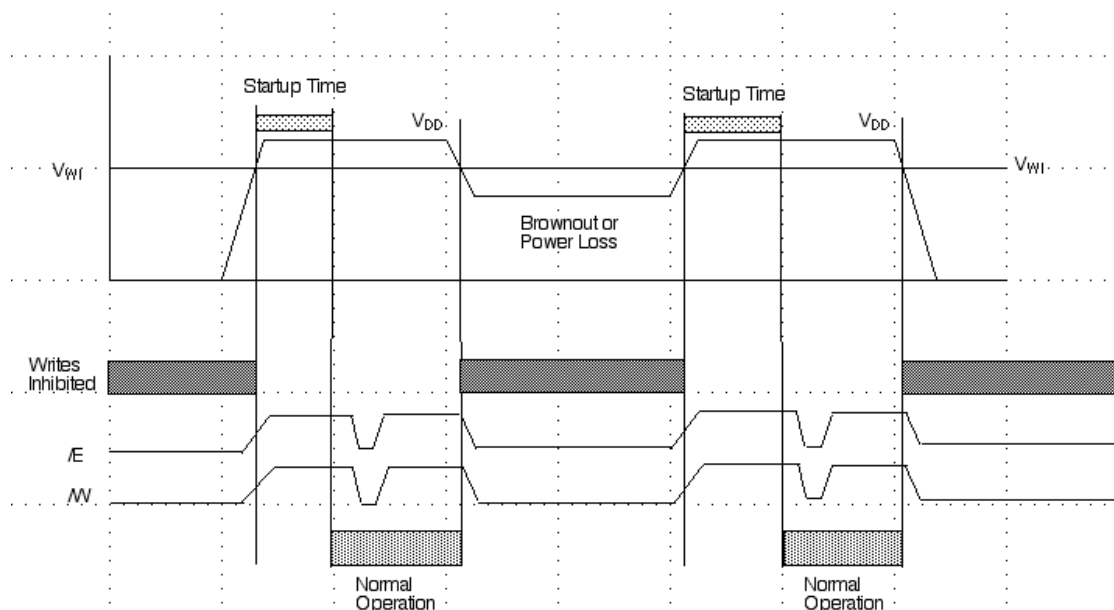 Startup Time
Startup Time
VDD
VDD
VWI
VWI
Brownout or
Power Loss
Writes
Inhibited
/E
/W
Normal
Operation
Normal
Operation